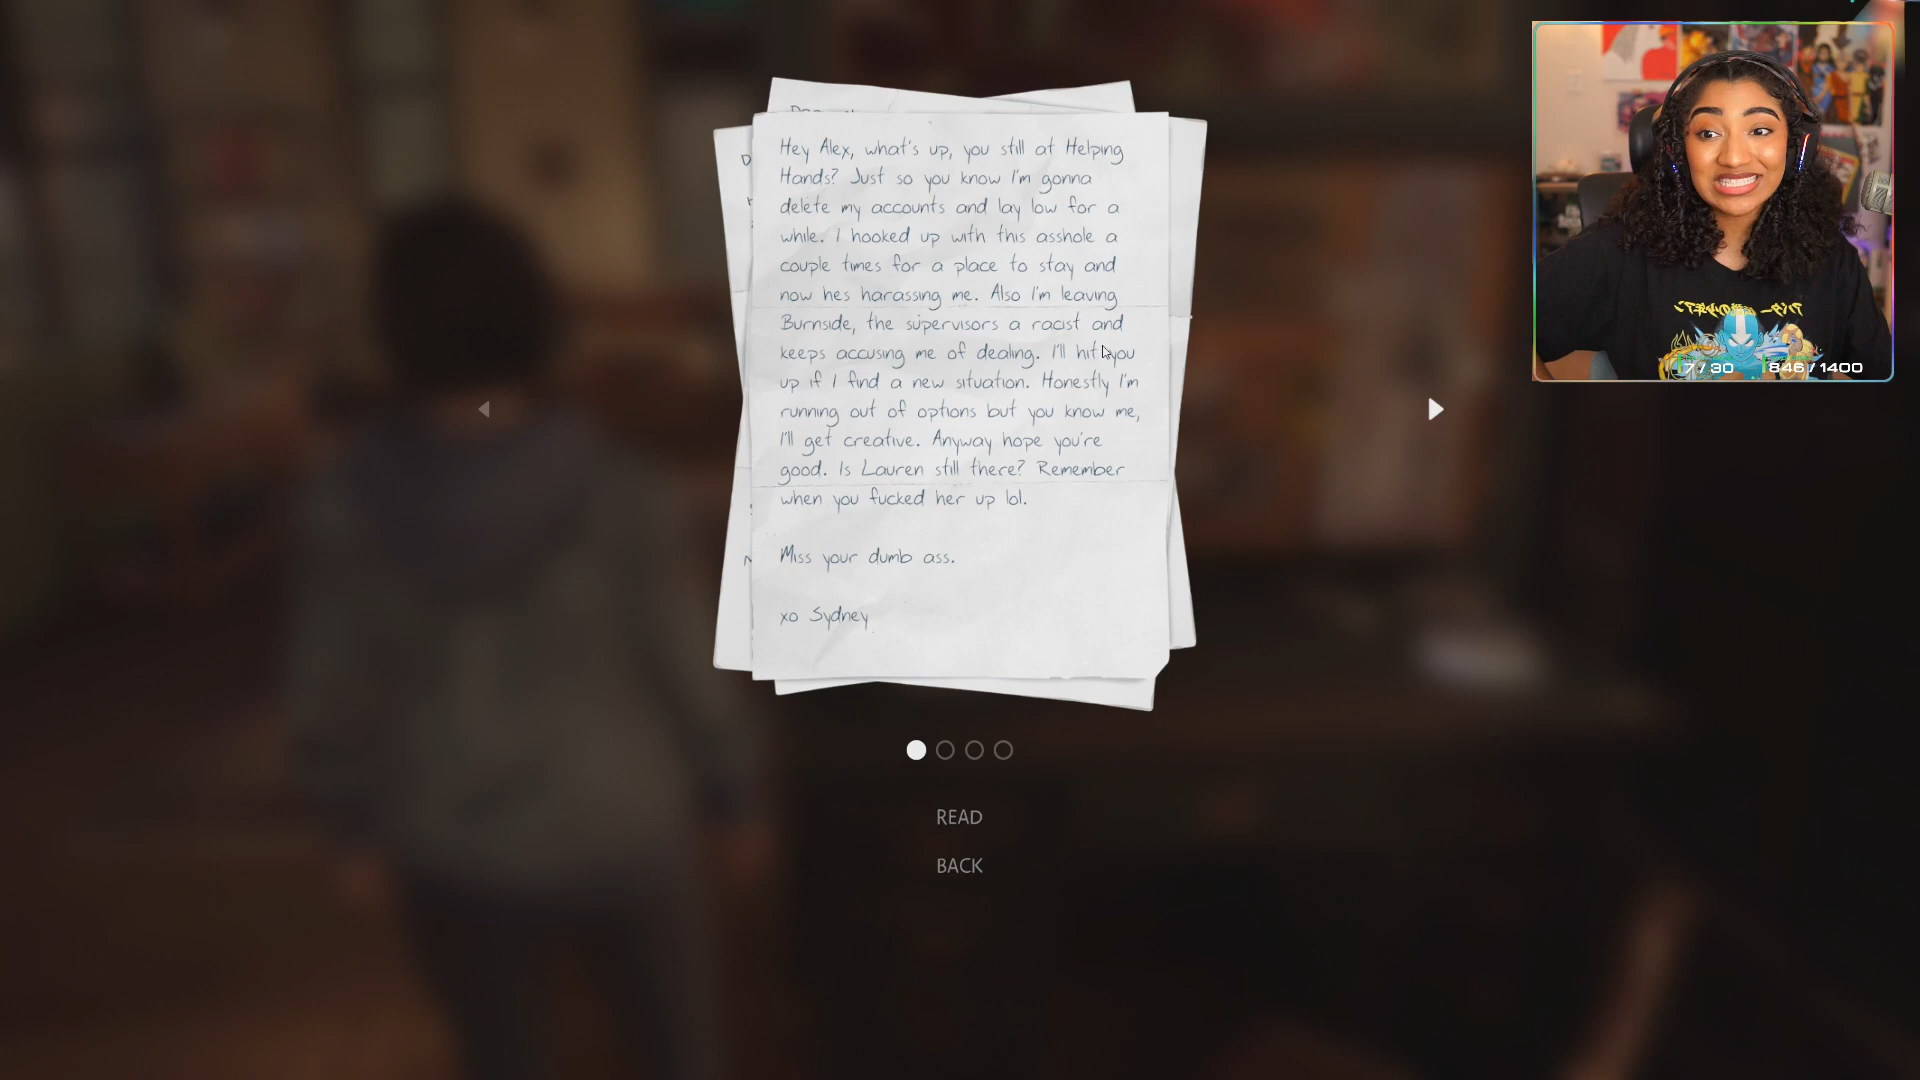 Hey Alex, what's up, you still at Helping
Hands? Just so you know I'm gonna
delete my accounts and lay low for a
while. I hooked up with this asshole a
couple times for a place to stay and
now hes harassing me. Also I'm leaving
Burnside, the supervisors a racist and
keeps accusing me of dealing. I'll hit you
up if I find a new situation. Honestly I'm
running out of options but you know me,
I'll get creative. Anyway hope you're
good. Is Lauren still there? Remember
when you fucked her up lol.
Miss your dumb ass.
xo Sydney
READ
BACK
7/30 846/1400